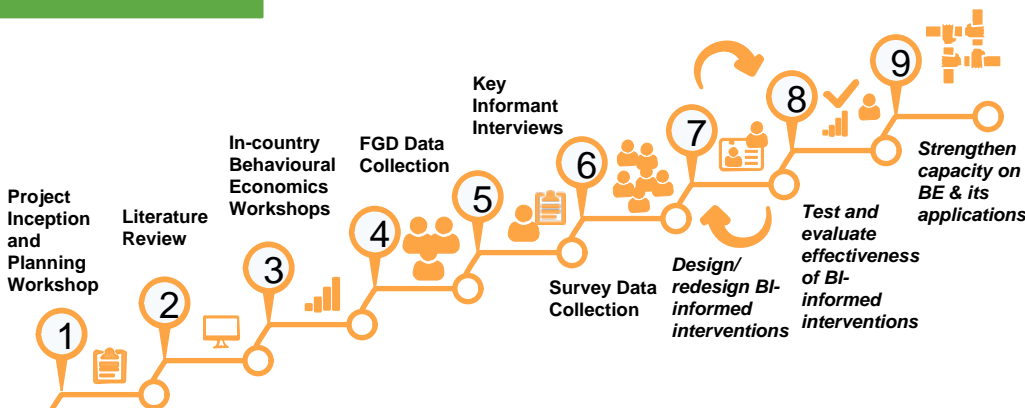 1
Project
Inception
and
Planning
Workshop
2
Literature
Review
3
In-country
Behavioural
Economics
Workshops
4
FGD Data
Collection
5
Key
Informant
Interviews
6
Survey Data
Collection
7
Design/
redesign BI-
informed
interventions
8
Test and
evaluate
effectiveness
of BI-
informed
interventions
9
Strengthen
capacity on
BE & its
applications